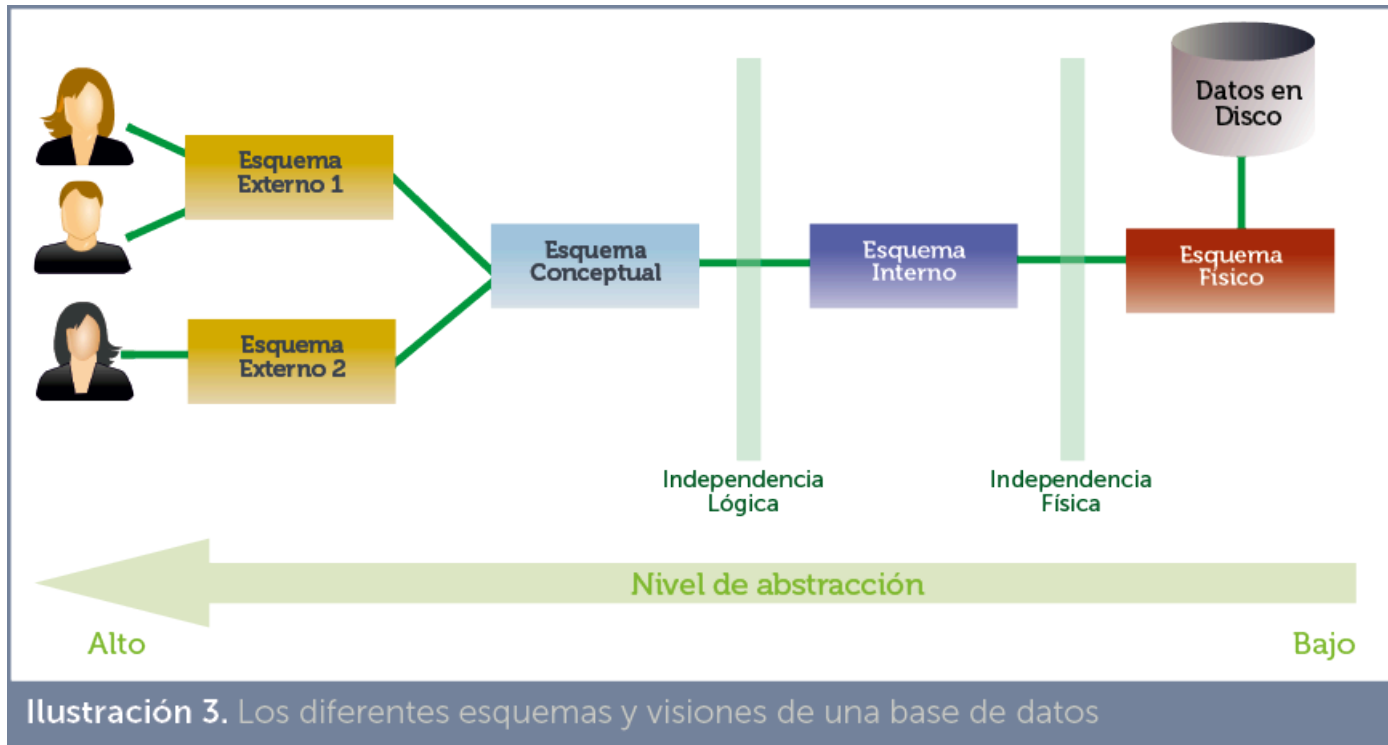 Datos en
Disco
Esquema
Externo 1
Esquema
Conceptual
Esquema
Interno
Esquema
Físico
Esquema
Externo 2
Independencia
Lógica
Independencia
Física
Nivel de abstracción
Alto
Bajo
Ilustración 3. Los diferentes esquemas y visiones de una base de datos